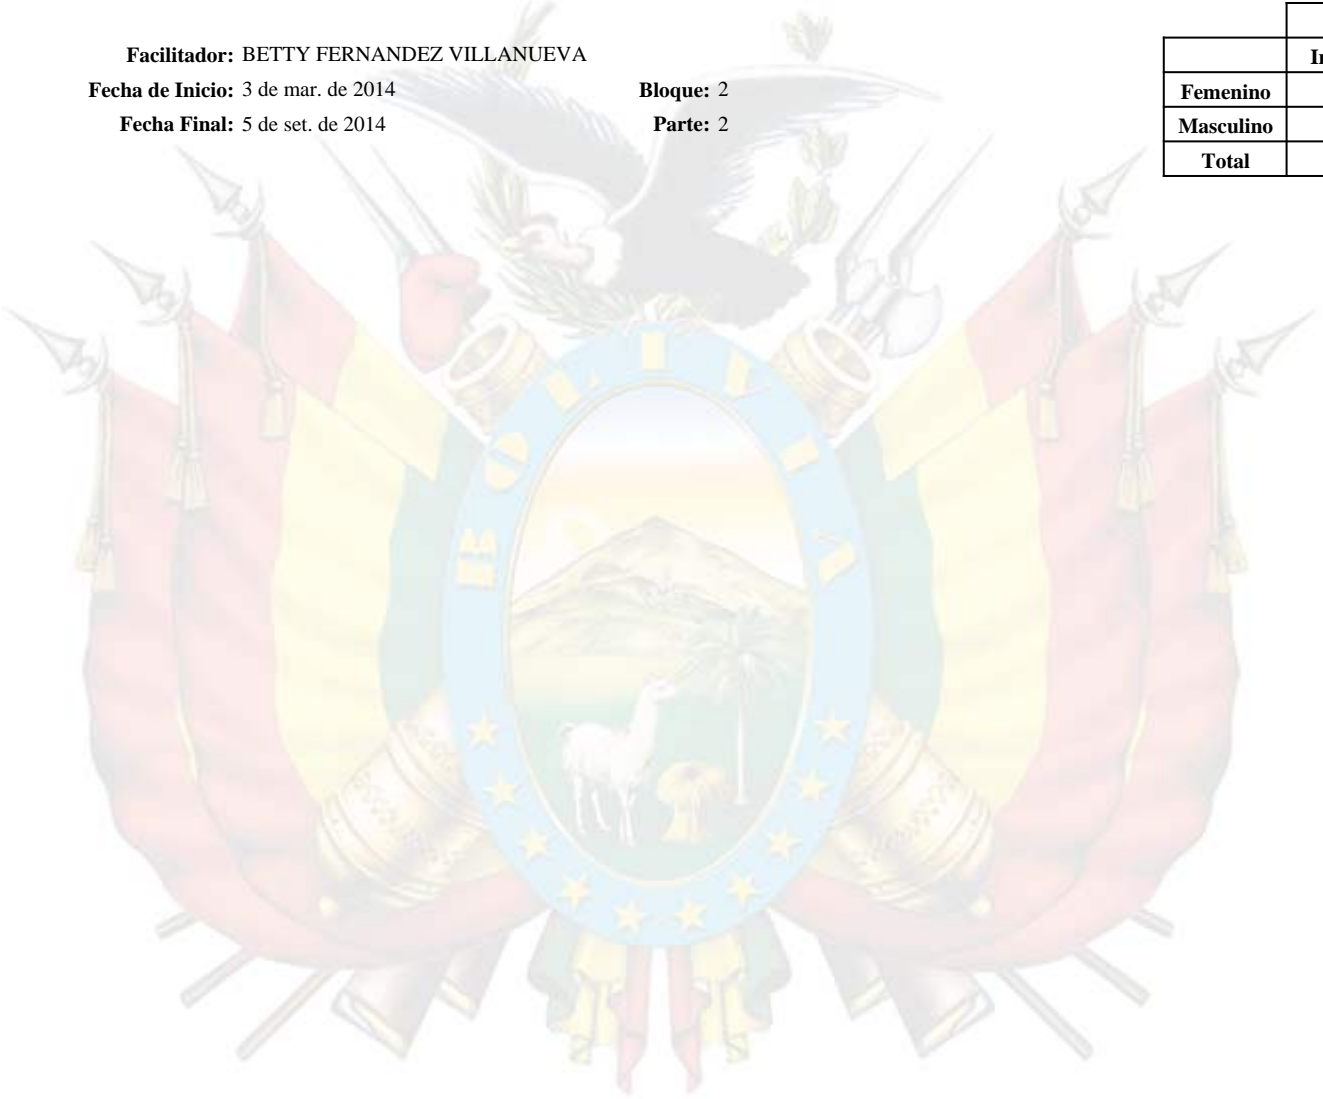 Facilitador: BETTY FERNANDEZ VILLANUEVA
Fecha de Inicio: 3 de mar. de 2014 Bloque: 2
Fecha Final: 5 de set. de 2014 Parte: 2
Femenino
Masculino
Total
BOLIVIA